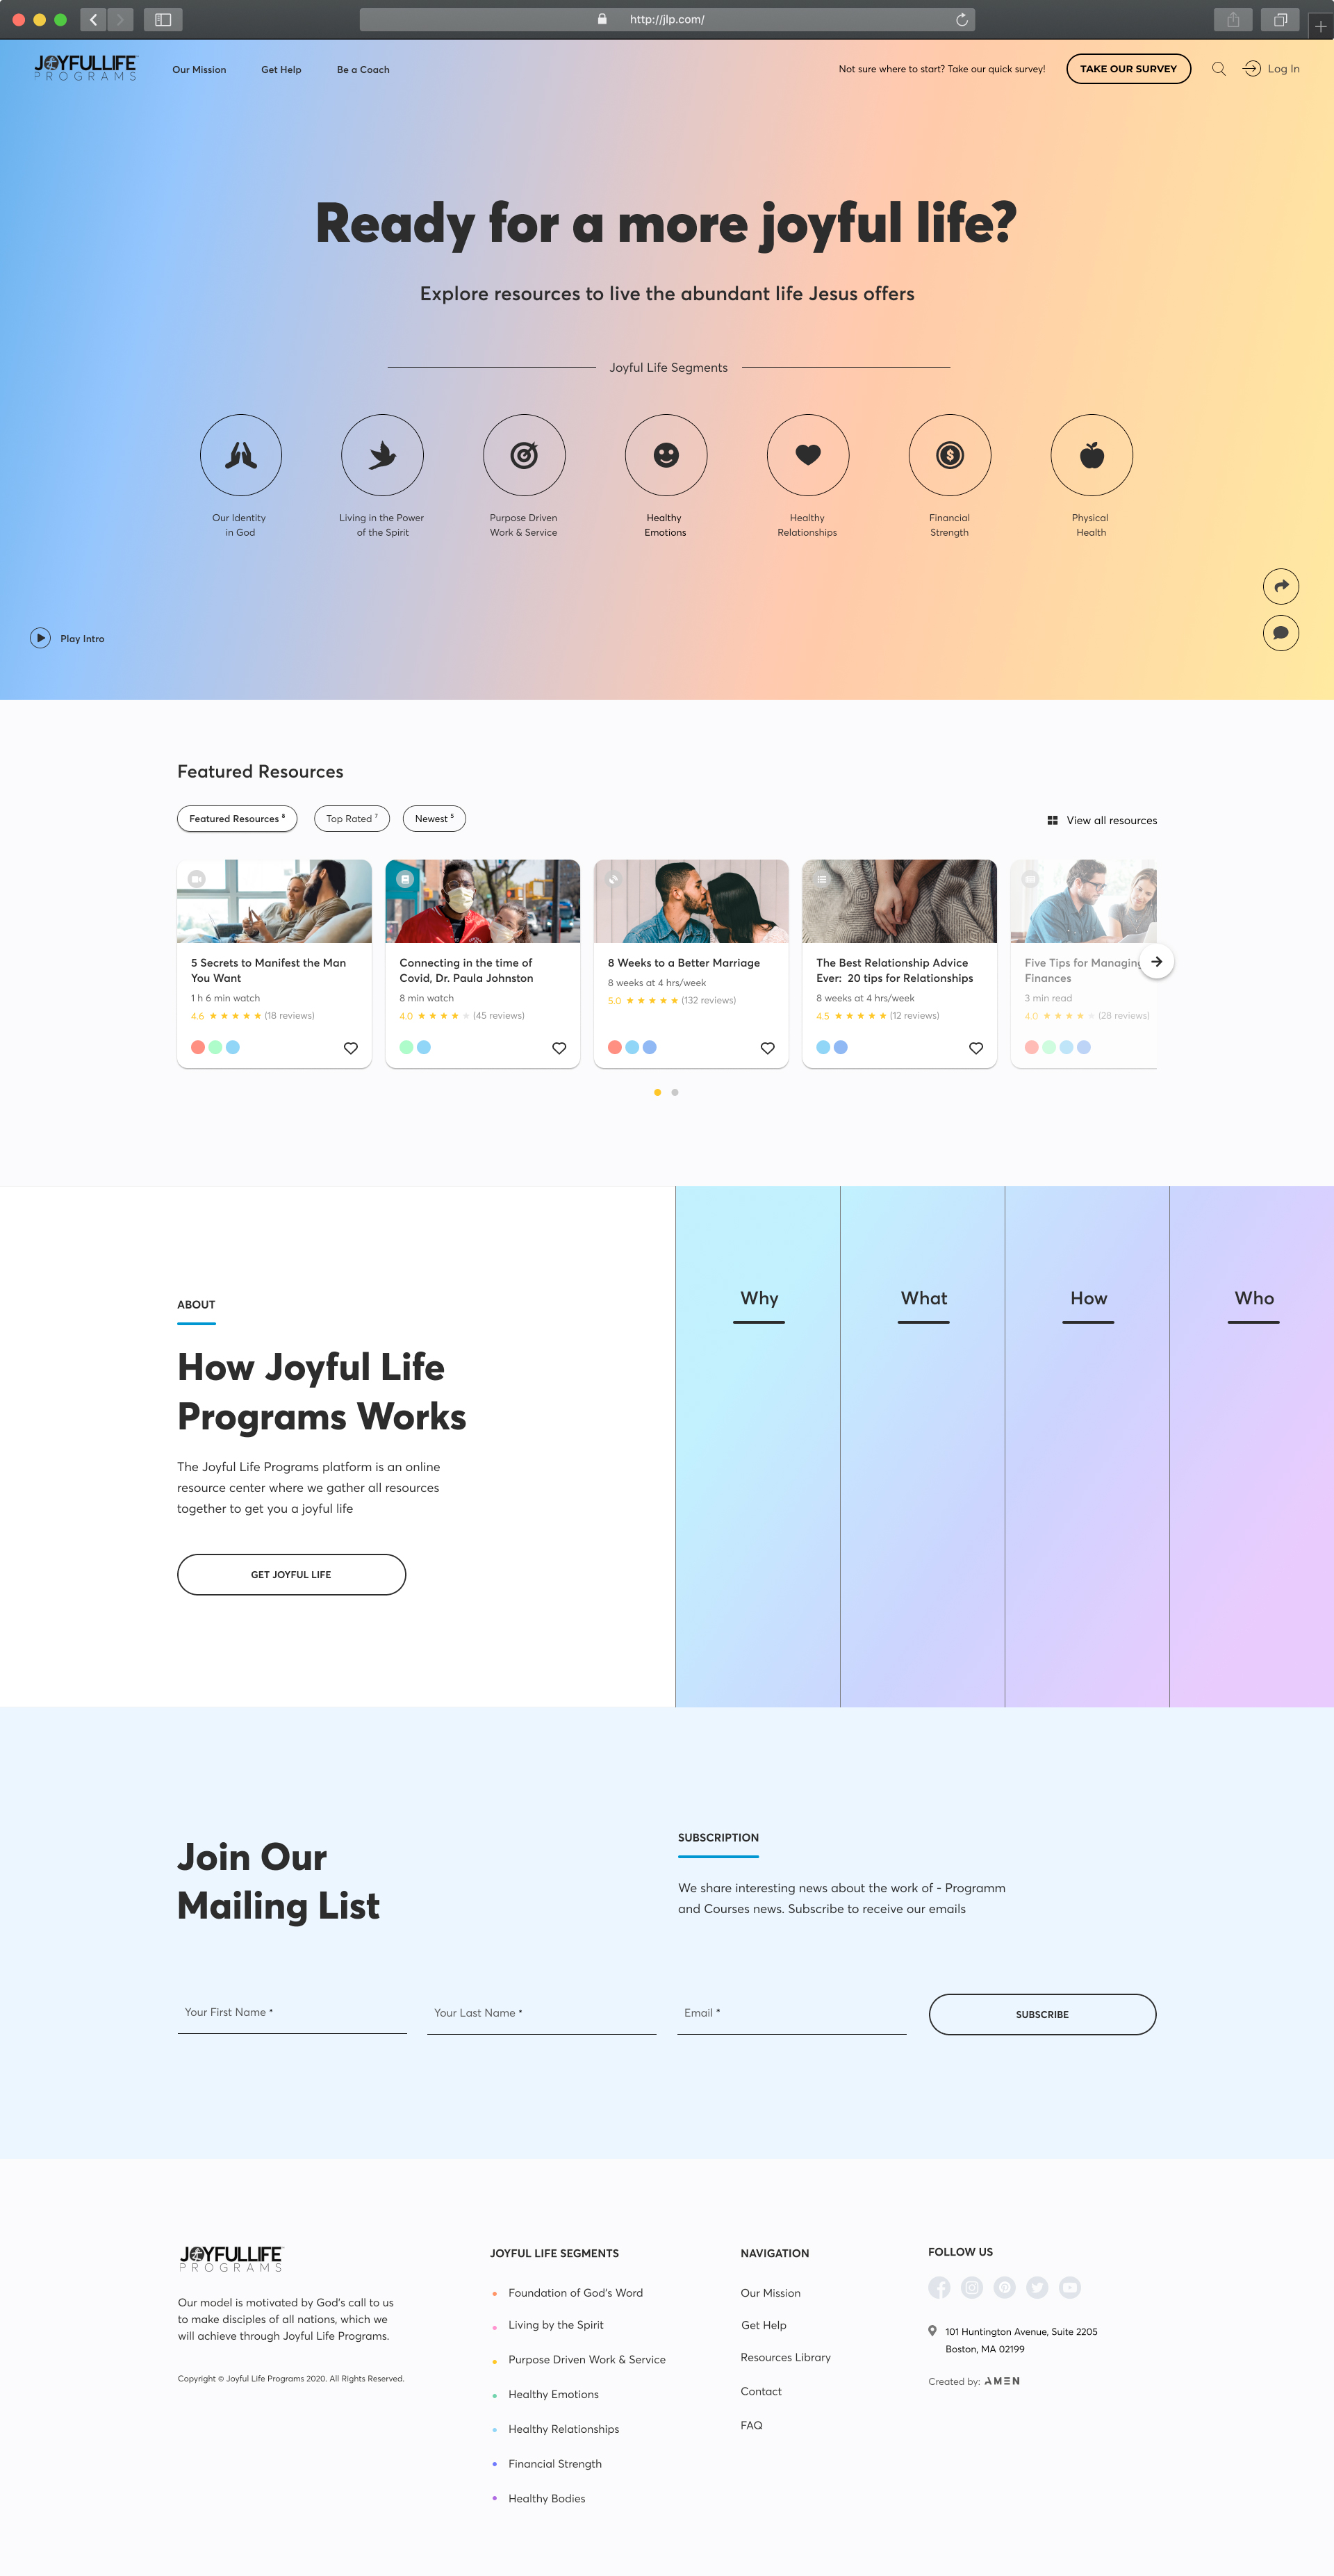 http://jlp.com/
JOYFULLIFE
PROGRAMS
Our Mission
Get Help
Be a Coach
Not sure where to start? Take our quick survey!
TAKE OUR SURVEY
Log In
Ready for a more joyful life?
Explore resources to live the abundant life Jesus offers
Joyful Life Segments
Our Identity
in God
Living in the Power
of the Spirit
Purpose Driven
Work & Service
Healthy
Emotions
Healthy
Relationships
Financial
Strength
Physical
Health
Play Intro
Featured Resources
Featured Resources 8
Top Rated 7
Newest 5
View all resources
5 Secrets to Manifest the Man
You Want
1 h 6 min watch
4.6 ★ ★ ★ ★ ★ (18 reviews)
Connecting in the time of
Covid, Dr. Paula Johnston
8 min watch
4.0 ★ ★ ★ ★ ★ (45 reviews)
8 Weeks to a Better Marriage
8 weeks at 4 hrs/week
5.0 ★ ★ ★ ★ ★ (132 reviews)
The Best Relationship Advice
Ever: 20 tips for Relationships
8 weeks at 4 hrs/week
4.5 ★ ★ ★ ★ ★ (12 reviews)
Five Tips for Managing
Finances
3 min read
4.0 ★ ★ ★ ★ ★ (28 reviews)
ABOUT
How Joyful Life
Programs Works
The Joyful Life Programs platform is an online
resource center where we gather all resources
together to get you a joyful life
GET JOYFUL LIFE
Why
What
How
Who
Join Our
Mailing List
SUBSCRIPTION
We share interesting news about the work of - Programm
and Courses news. Subscribe to receive our emails
Your First Name *
Your Last Name *
Email *
SUBSCRIBE
JOYFULLIFE
PROGRAMS
Our model is motivated by God's call to us
to make disciples of all nations, which we
will achieve through Joyful Life Programs.
Copyright © Joyful Life Programs 2020. All Rights Reserved.
JOYFUL LIFE SEGMENTS
Foundation of God's Word
Living by the Spirit
Purpose Driven Work & Service
Healthy Emotions
Healthy Relationships
Financial Strength
Healthy Bodies
NAVIGATION
Our Mission
Get Help
Resources Library
Contact
FAQ
FOLLOW US
101 Huntington Avenue, Suite 2205
Boston, MA 02199
Created by: AMEN